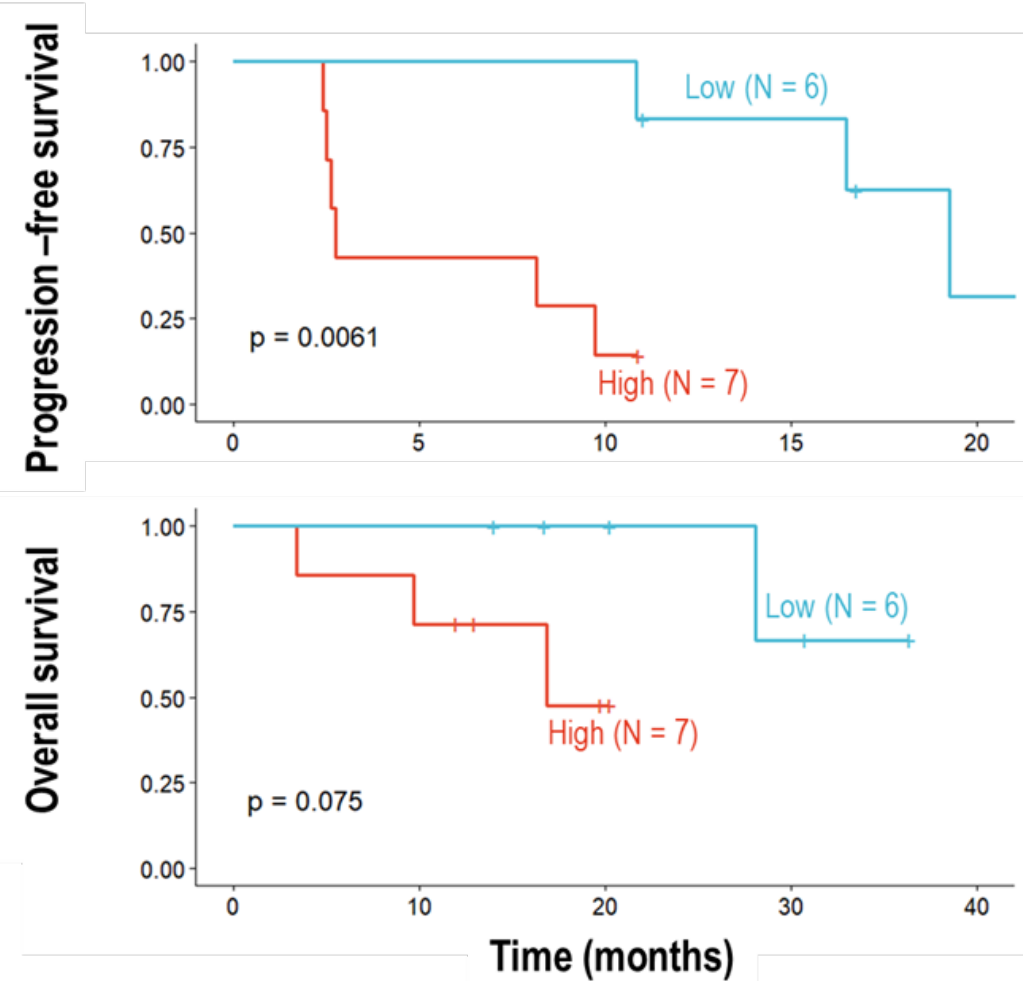 Progression –free survival
1.00
0.75
0.50
0.25
0.00
Low (N = 6)
p = 0.0061
High (N = 7)
0 5 10 15 20
Overall survival
1.00
0.75
0.50
0.25
0.00
Low (N = 6)
High (N = 7)
p = 0.075
0 10 20 30 40
Time (months)